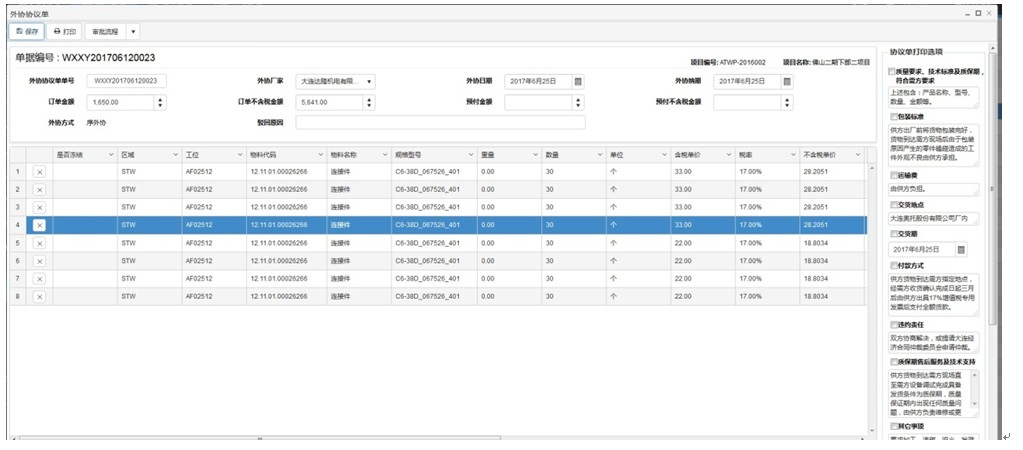 外协协议单
保存 打印 审批流程
单据编号：WXXY201706120023
项目编号: ATWP-2016002 项目名称: 佛山二期下部二项目
外协协议单单号 WXXY201706120023 外协厂家 大连达隆机电有限... 外协日期 2017年6月25日 外协纳期 2017年6月25日
订单金额 1,650.00 订单不含税金额 5,641.00 预付金额 预付不含税金额
外协方式 序外协 驳回原因
是否冻结 区域 工位 物料代码 物料名称 规格型号 重量 数量 单位 含税单价 税率 不含税单价
1 STW AF02512 12.11.01.00026266 连接件 C6-38D_067526_401 0.00 30 个 33.00 17.00% 28.2051
2 STW AF02512 12.11.01.00026266 连接件 C6-38D_067526_401 0.00 30 个 33.00 17.00% 28.2051
3 STW AF02512 12.11.01.00026266 连接件 C6-38D_067526_401 0.00 30 个 33.00 17.00% 28.2051
4 STW AF02512 12.11.01.00026266 连接件 C6-38D_067526_401 0.00 30 个 33.00 17.00% 28.2051
5 STW AF02512 12.11.01.00026266 连接件 C6-38D_067526_401 0.00 30 个 22.00 17.00% 18.8034
6 STW AF02512 12.11.01.00026266 连接件 C6-38D_067526_401 0.00 30 个 22.00 17.00% 18.8034
7 STW AF02512 12.11.01.00026266 连接件 C6-38D_067526_401 0.00 30 个 22.00 17.00% 18.8034
8 STW AF02512 12.11.01.00026266 连接件 C6-38D_067526_401 0.00 30 个 22.00 17.00% 18.8034
协议单打印选项
质量要求、技术标准及质保期，
符合需方要求
上述包含：产品名称、型号、
数量、金额等。
包装标准
供方出厂前将货物包装完好，
货物到达需方现场后由于包装
原因产生的零件磕碰造成的工
件外观不良由供方承担。
运输费
由供方负担。
交货地点
大连奥托股份有限公司厂内
交货期
2017年6月25日
付款方式
供方货物到达需方指定地点，
经需方收货确认完成日起三月
后由供方出具17%增值税专用
发票后支付全额货款。
违约责任
双方协商解决，或提请大连经
济合同仲裁委员会申请仲裁。
质保期售后服务及技术支持
供方货物到达需方现场直
至需方设备调试完成具备
发货条件为质保期，质量
保证期内出现任何质量问
题，由供方负责维修或更
其它事项